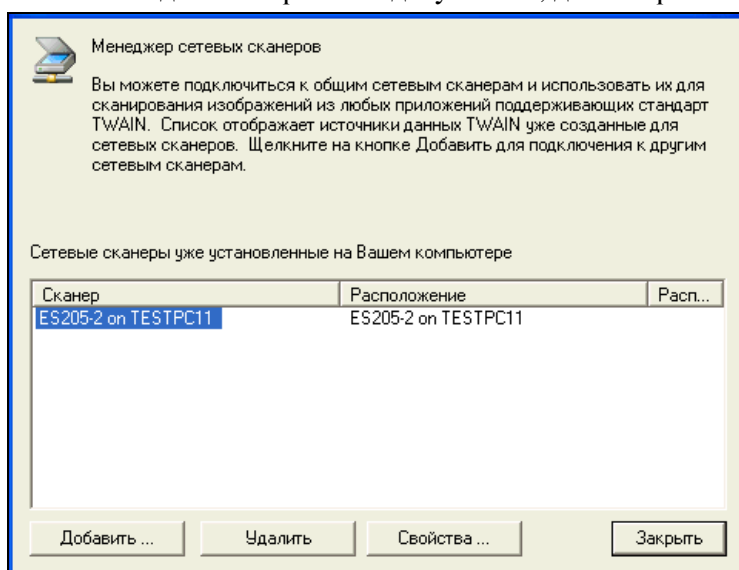 Менеджер сетевых сканеров
Вы можете подключиться к общим сетевым сканерам и использовать их для
сканирования изображений из любых приложений поддерживающих стандарт
TWAIN. Список отображает источники данных TWAIN уже созданные для
сетевых сканеров. Щелкните на кнопке Добавить для подключения к другим
сетевым сканерам.
Сетевые сканеры уже установленные на Вашем компьютере
Сканер Расположение Расп...
ES205-2 on TESTPC11 ES205-2 on TESTPC11
Добавить ... Удалить Свойства ... Закрыть